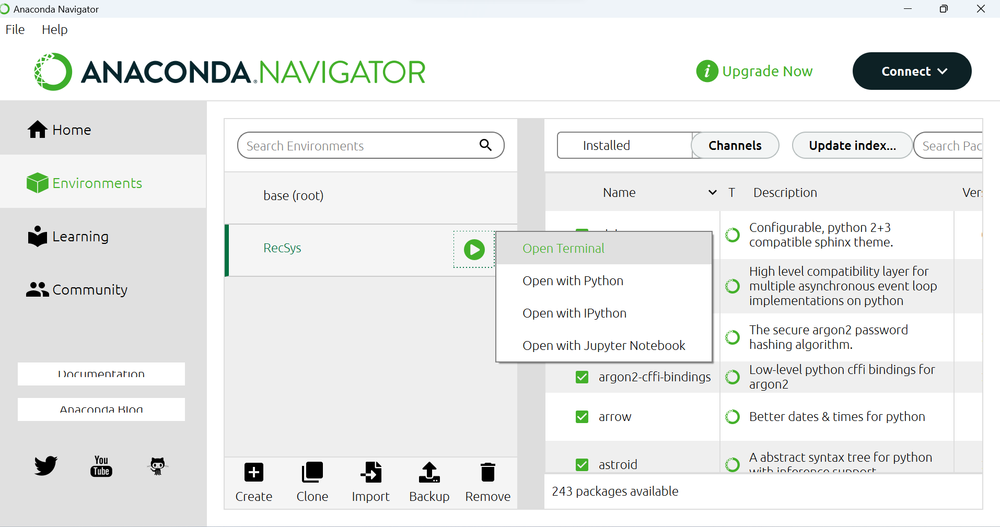 Anaconda Navigator
File Help
ANACONDA.NAVIGATOR
i Upgrade Now
Connect
Home
Environments
Learning
Community
Documentation
Anaconda Blog
You
Tube
Search Environments
base (root)
RecSys
Open Terminal
Open with Python
Open with IPython
Open with Jupyter Notebook
Create Clone Import Backup Remove
Installed Channels Update index... Search Pac
Name T Description Ver
Configurable, python 2+3
compatible sphinx theme.
High level compatibility layer for
multiple asynchronous event loop
implementations on python
The secure argon2 password
hashing algorithm.
argon2-cffi-bindings
Low-level python cffi bindings for
argon2
arrow
Better dates & times for python
astroid
A abstract syntax tree for python
with inference support
243 packages available